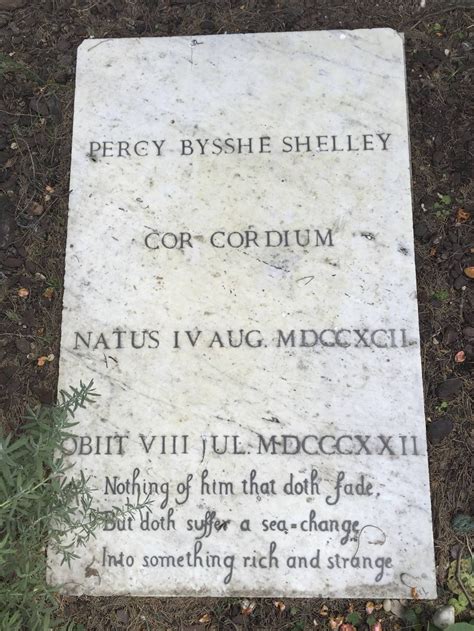 PERCY BYSSHE SHELLEY
COR CORDIUM
NATUS IV AUG. MDCCXCII
OBIIT VIII JUL. MDCCCXXII
Nothing of him that doth fade,
But doth suffer a sea=change
Into something rich and strange